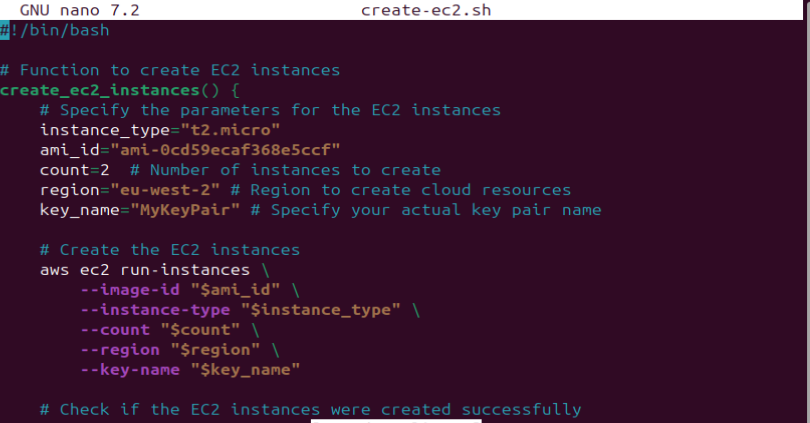 GNU nano 7.2 create-ec2.sh
#!/bin/bash
# Function to create EC2 instances
create_ec2_instances() {
    # Specify the parameters for the EC2 instances
    instance_type="t2.micro"
    ami_id="ami-0cd59ecaf368e5ccf"
    count=2  # Number of instances to create
    region="eu-west-2" # Region to create cloud resources
    key_name="MyKeyPair" # Specify your actual key pair name
    # Create the EC2 instances
    aws ec2 run-instances \
        --image-id "$ami_id" \
        --instance-type "$instance_type" \
        --count "$count" \
        --region "$region" \
        --key-name "$key_name"
    # Check if the EC2 instances were created successfully